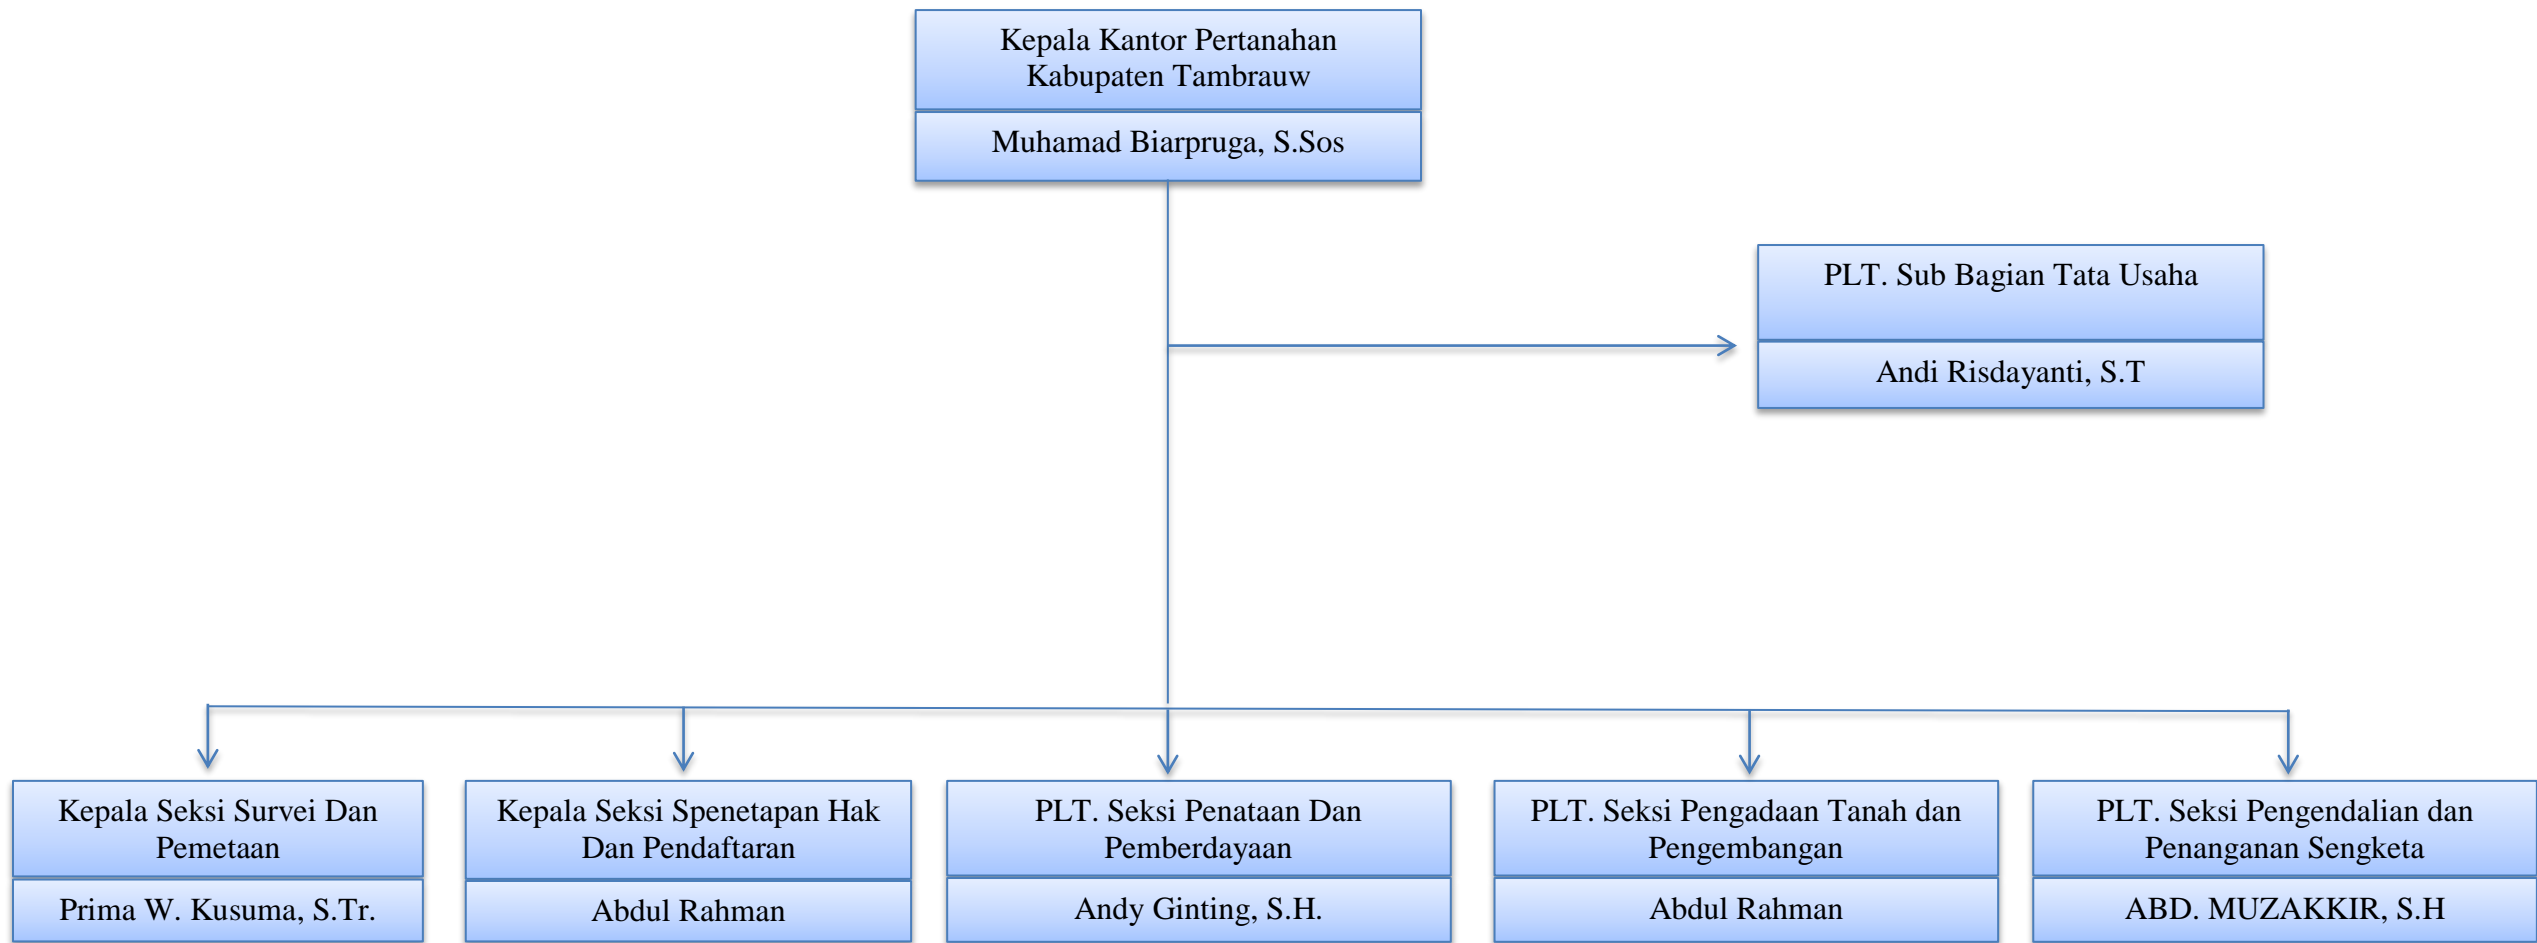 Kepala Kantor Pertanahan
Kabupaten Tambrauw
Muhamad Biarpruga, S.Sos
PLT. Sub Bagian Tata Usaha
Andi Risdayanti, S.T
Kepala Seksi Survei Dan
Pemetaan
Prima W. Kusuma, S.Tr.
Kepala Seksi Spenetapan Hak
Dan Pendaftaran
Abdul Rahman
PLT. Seksi Penataan Dan
Pemberdayaan
Andy Ginting, S.H.
PLT. Seksi Pengadaan Tanah dan
Pengembangan
Abdul Rahman
PLT. Seksi Pengendalian dan
Penanganan Sengketa
ABD. MUZAKKIR, S.H